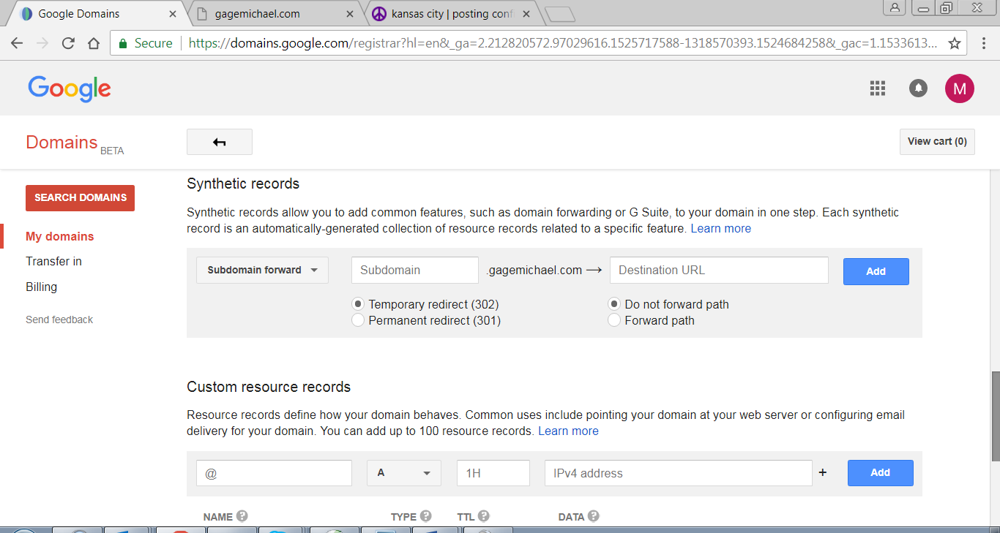 Google Domains
gagemichael.com
kansas city | posting conf
Secure
https://domains.google.com/registrar?hl=en&_ga=2.212820572.97029616.1525717588-1318570393.1524684258&_gac=1.1533613...
Google
M
Domains BETA
View cart (0)
SEARCH DOMAINS
My domains
Transfer in
Billing
Send feedback
Synthetic records
Synthetic records allow you to add common features, such as domain forwarding or G Suite, to your domain in one step. Each synthetic
record is an automatically-generated collection of resource records related to a specific feature. Learn more
Subdomain forward
Subdomain
.gagemichael.com →
Destination URL
Add
Temporary redirect (302)
Do not forward path
Permanent redirect (301)
Forward path
Custom resource records
Resource records define how your domain behaves. Common uses include pointing your domain at your web server or configuring email
delivery for your domain. You can add up to 100 resource records. Learn more
@
A
1H
IPv4 address
+
Add
NAME ?
TYPE ?
TTL ?
DATA ?